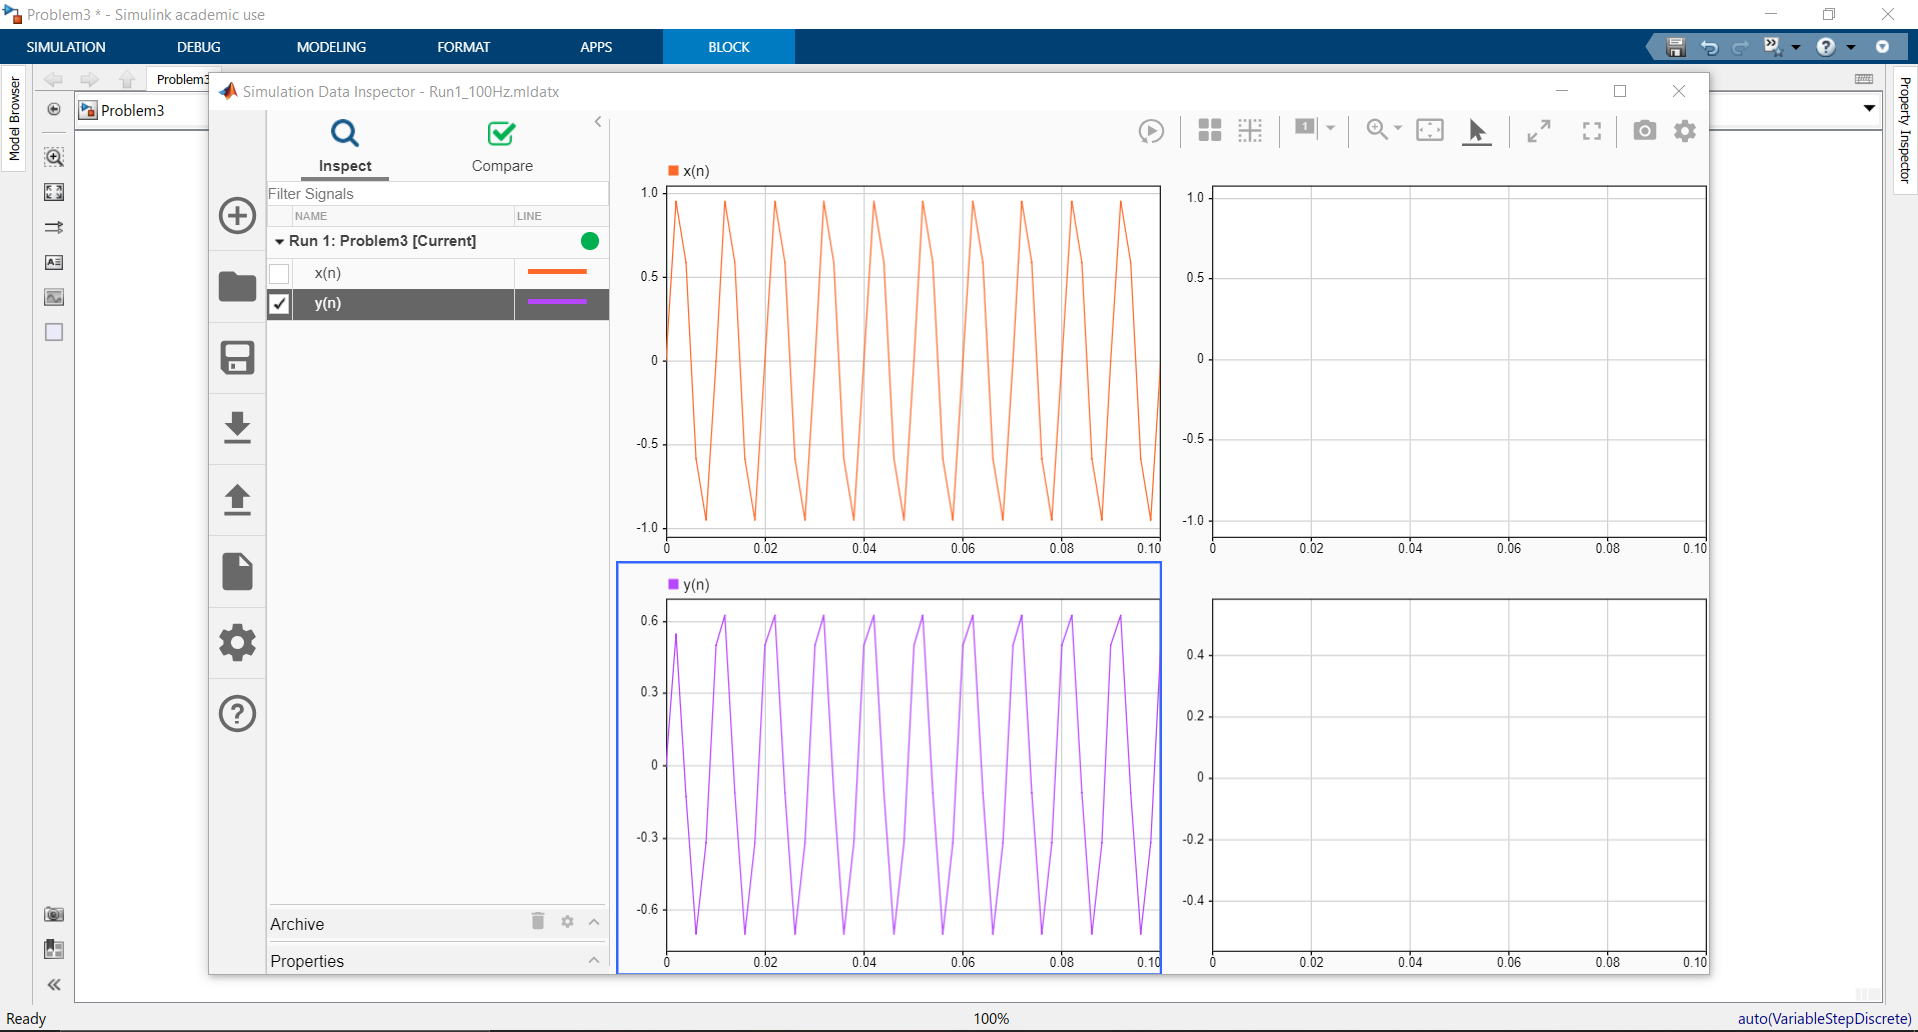 Problem3 * - Simulink academic use
SIMULATION DEBUG MODELING FORMAT APPS BLOCK
Model Browser
Problem3
Problem3
Property Inspector
Simulation Data Inspector - Run1_100Hz.mldatx
Inspect
Compare
Filter Signals
NAME LINE
Run 1: Problem3 [Current]
x(n)
y(n)
Archive
Properties
1
x(n)
1.0
0.5
0
-0.5
-1.0
0 0.02 0.04 0.06 0.08 0.10
1.0
0.5
0
-0.5
-1.0
0 0.02 0.04 0.06 0.08 0.10
y(n)
0.6
0.3
0
-0.3
-0.6
0 0.02 0.04 0.06 0.08 0.10
0.4
0.2
0
-0.2
-0.4
0 0.02 0.04 0.06 0.08 0.10
Ready
100%
auto(VariableStepDiscrete)